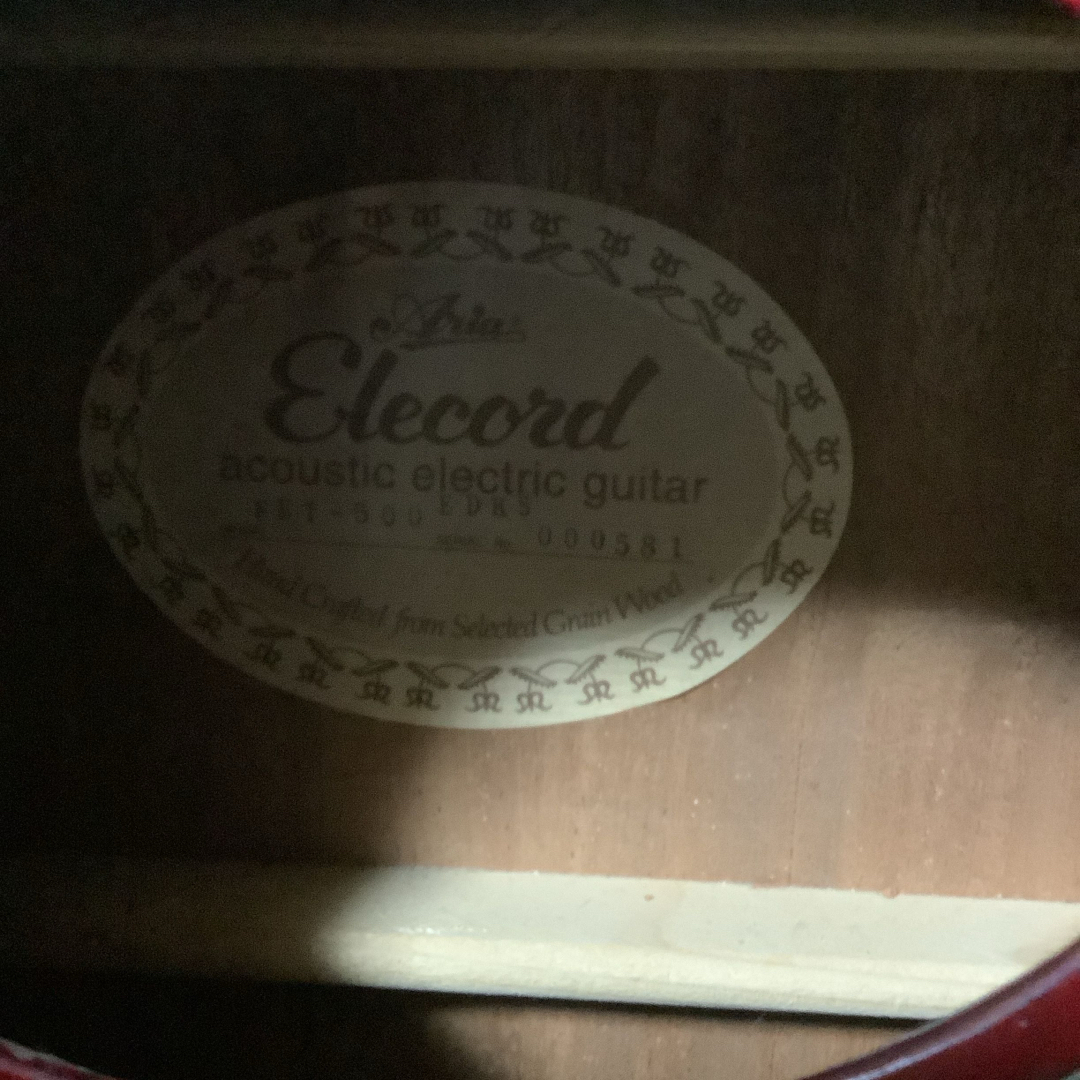 Aria
Elecord
acoustic electric guitar
000581
Hand Crafted from Selected Grain Wood